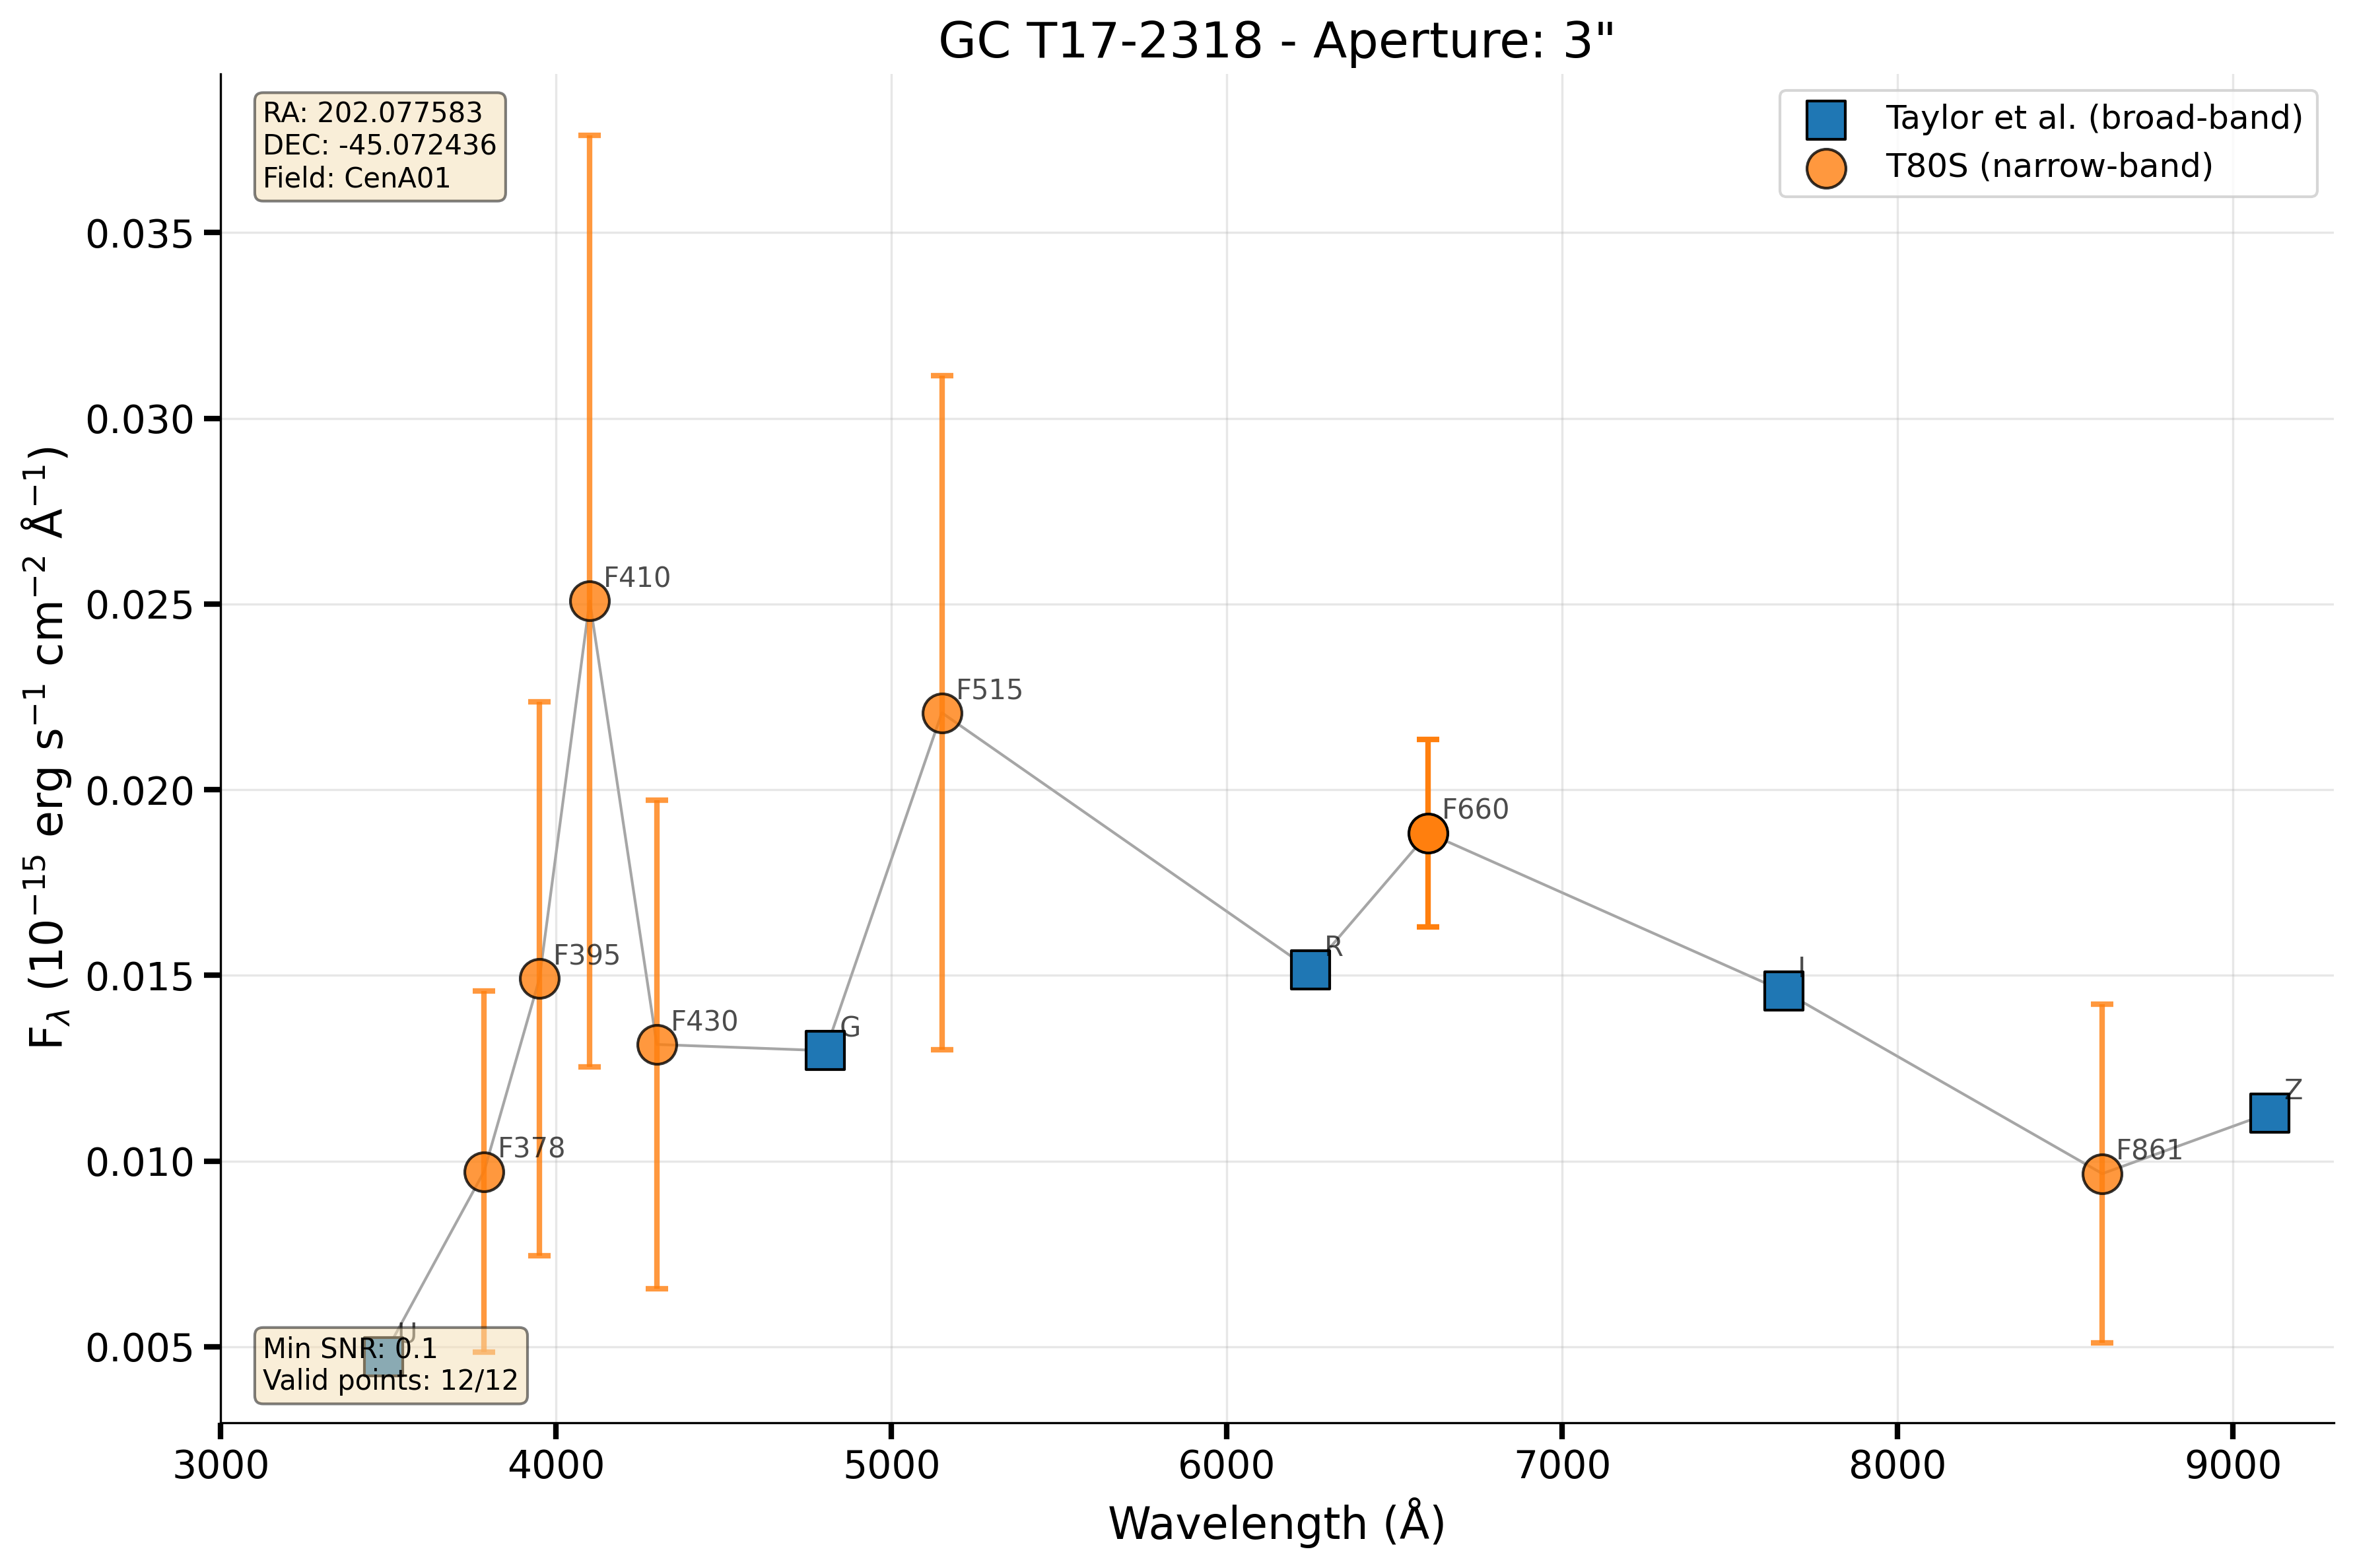 GC T17-2318 - Aperture: 3"
RA: 202.077583
DEC: -45.072436
Field: CenA01
Taylor et al. (broad-band)
T80S (narrow-band)
F$_\lambda$ (10$^{-15}$ erg s$^{-1}$ cm$^{-2}$ Å$^{-1}$)
0.035
0.030
0.025
0.020
0.015
0.010
0.005
F410
F515
F660
F395
R
I
F430
G
F378
F861
Z
U
Min SNR: 0.1
Valid points: 12/12
3000 4000 5000 6000 7000 8000 9000
Wavelength (Å)